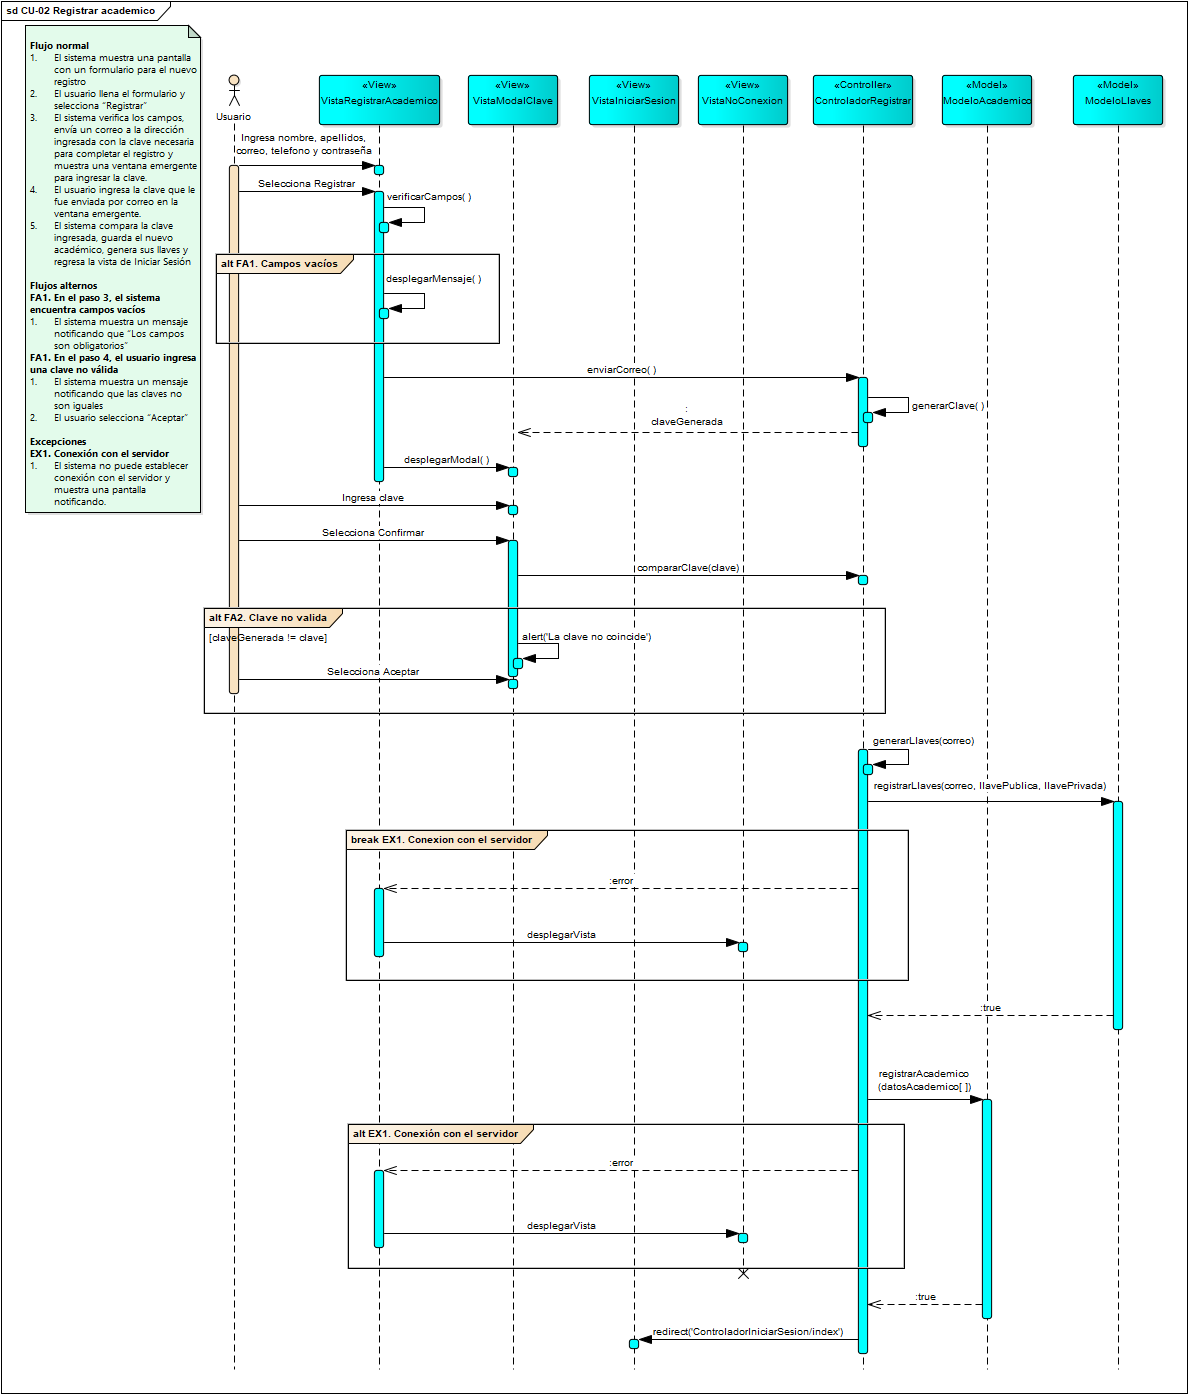 sd CU-02 Registrar academico
Flujo normal
1. El sistema muestra una pantalla
con un formulario para el nuevo
registro
2. El usuario llena el formulario y
selecciona “Registrar”
3. El sistema verifica los campos,
envía un correo a la dirección
ingresada con la clave necesaria
para completar el registro y
muestra una ventana emergente
para ingresar la clave.
4. El usuario ingresa la clave que le
fue enviada por correo en la
ventana emergente.
5. El sistema compara la clave
ingresada, guarda el nuevo
académico, genera sus llaves y
regresa la vista de Iniciar Sesión
Flujos alternos
FA1. En el paso 3, el sistema
encuentra campos vacíos
1. El sistema muestra un mensaje
notificando que “Los campos
son obligatorios”
FA1. En el paso 4, el usuario ingresa
una clave no válida
1. El sistema muestra un mensaje
notificando que las claves no
son iguales
2. El usuario selecciona “Aceptar”
Excepciones
EX1. Conexión con el servidor
1. El sistema no puede establecer
conexión con el servidor y
muestra una pantalla
notificando.
Usuario
«View»
VistaRegistrarAcademico
«View»
VistaModalClave
«View»
VistaIniciarSesion
«View»
VistaNoConexion
«Controller»
ControladorRegistrar
«Model»
ModeloAcademico
«Model»
ModeloLlaves
Ingresa nombre, apellidos,
correo, telefono y contraseña
Selecciona Registrar
verificarCampos( )
alt FA1. Campos vacíos
desplegarMensaje( )
enviarCorreo( )
generarClave( )
:
claveGenerada
desplegarModal( )
Ingresa clave
Selecciona Confirmar
compararClave(clave)
alt FA2. Clave no valida
[claveGenerada != clave]
alert('La clave no coincide')
Selecciona Aceptar
generarLlaves(correo)
registrarLlaves(correo, llavePublica, llavePrivada)
break EX1. Conexion con el servidor
:error
desplegarVista
:true
registrarAcademico
(datosAcademico[ ])
alt EX1. Conexión con el servidor
:error
desplegarVista
:true
redirect('ControladorIniciarSesion/index')